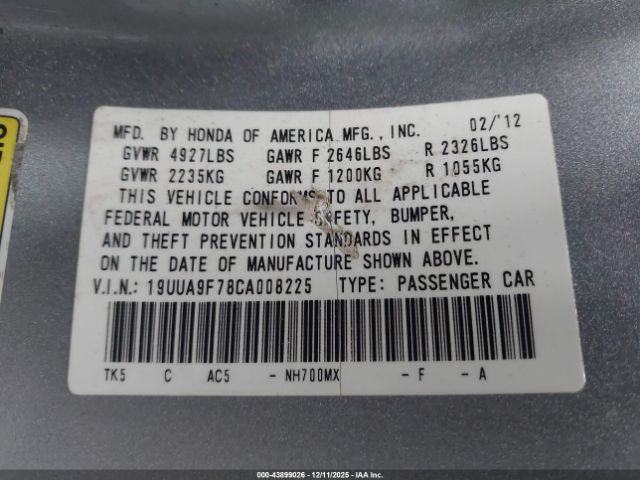 MFD. BY HONDA OF AMERICA MFG., INC. 02/'12
GVWR 4927LBS GAWR F 2646LBS R 2326LBS
GVWR 2235KG GAWR F 1200KG R 1055KG
THIS VEHICLE CONFORMS TO ALL APPLICABLE
FEDERAL MOTOR VEHICLE SAFETY, BUMPER,
AND THEFT PREVENTION STANDARDS IN EFFECT
ON THE DATE OF MANUFACTURE SHOWN ABOVE.
V.I.N.: 19UUA9F78CA008225 TYPE: PASSENGER CAR
TK5 C AC5 - NH700MX - F - A
000-43899026 - 12/11/2025 - IAA Inc.